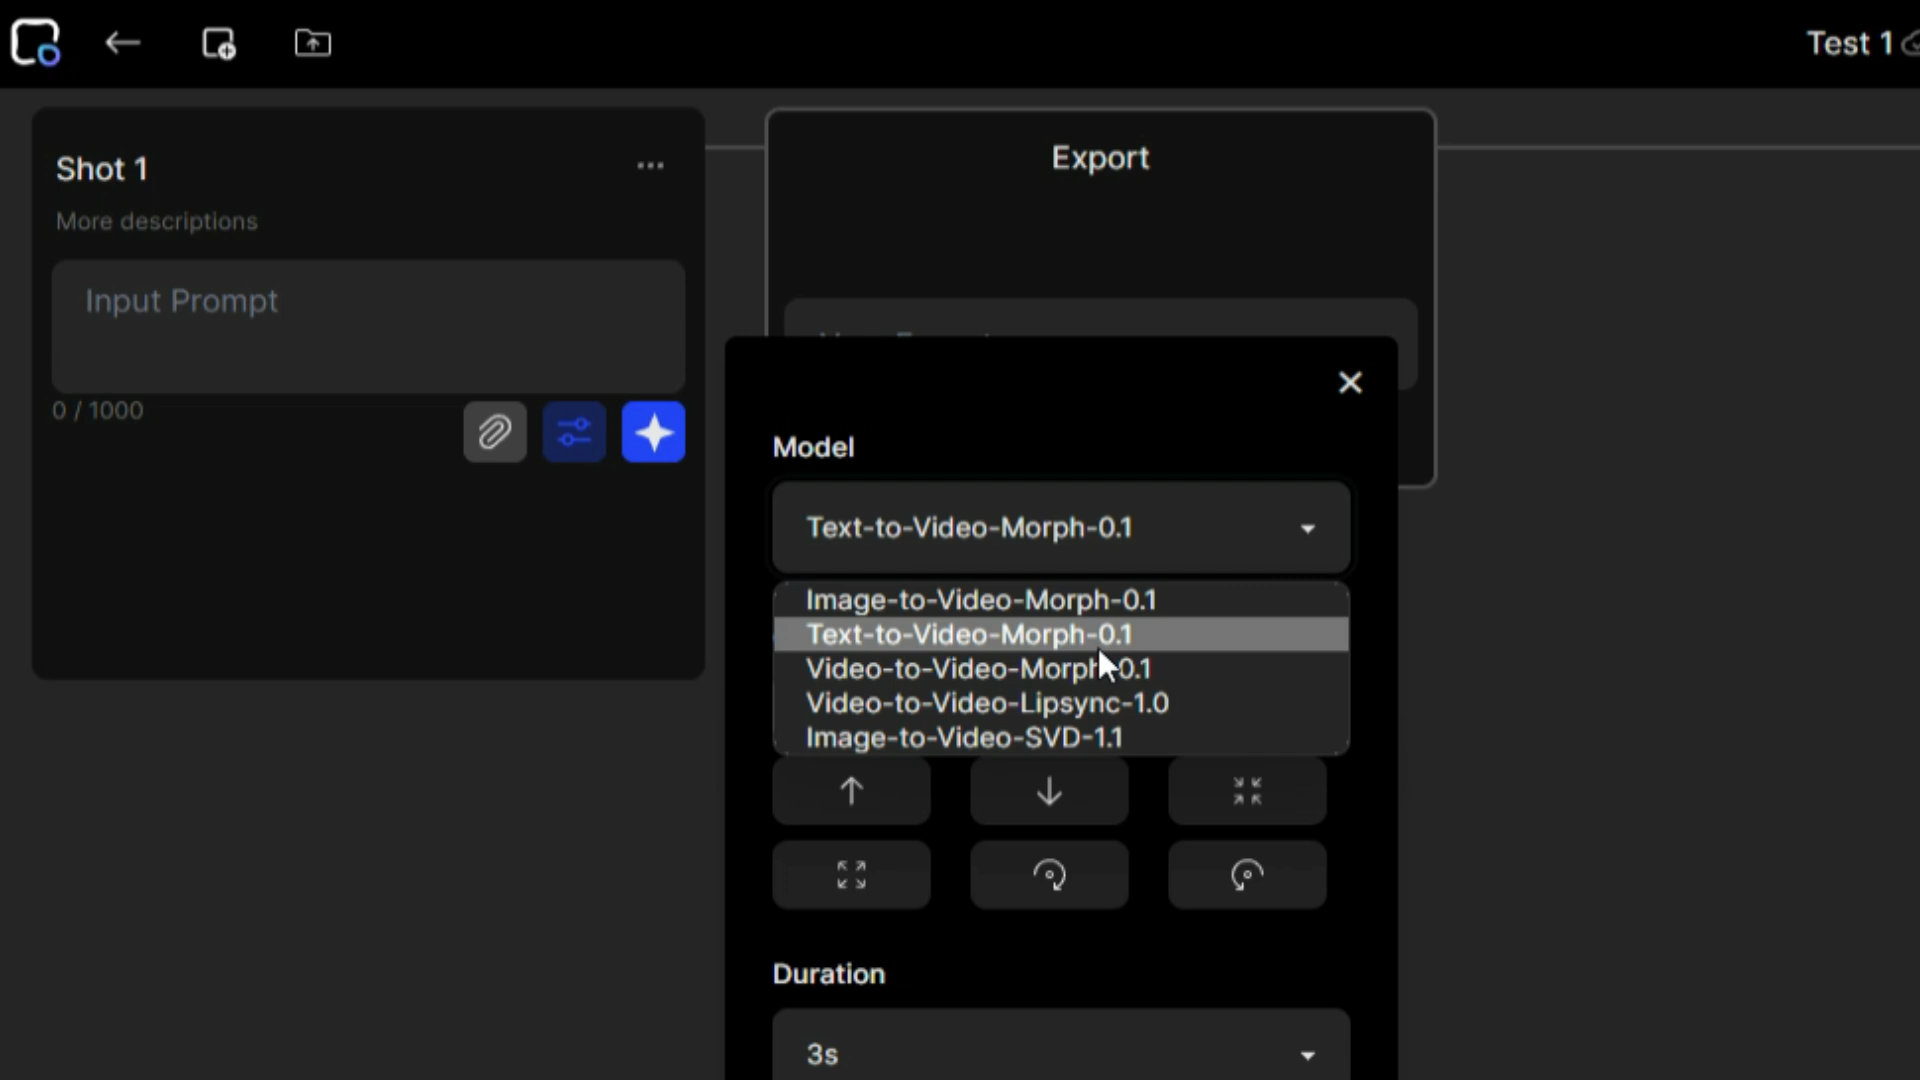 Test 1
Shot 1
More descriptions
Input Prompt
0 / 1000
Export
Model
Text-to-Video-Morph-0.1
Image-to-Video-Morph-0.1
Text-to-Video-Morph-0.1
Video-to-Video-Morph-0.1
Video-to-Video-Lipsync-1.0
Image-to-Video-SVD-1.1
Duration
3s